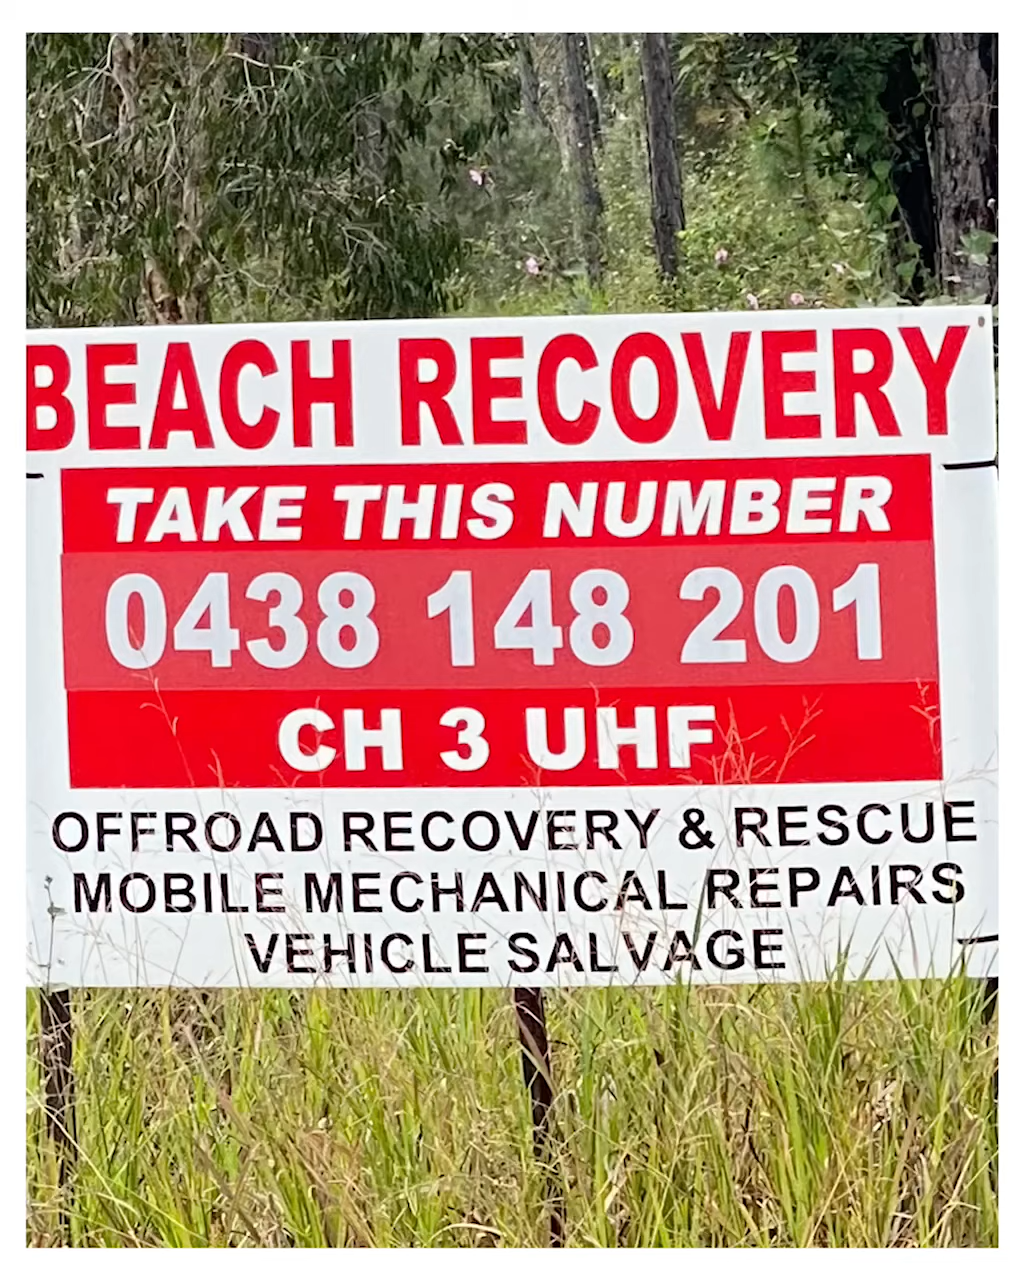 BEACH RECOVERY
TAKE THIS NUMBER
0438 148 201
CH 3 UHF
OFFROAD RECOVERY & RESCUE
MOBILE MECHANICAL REPAIRS
VEHICLE SALVAGE